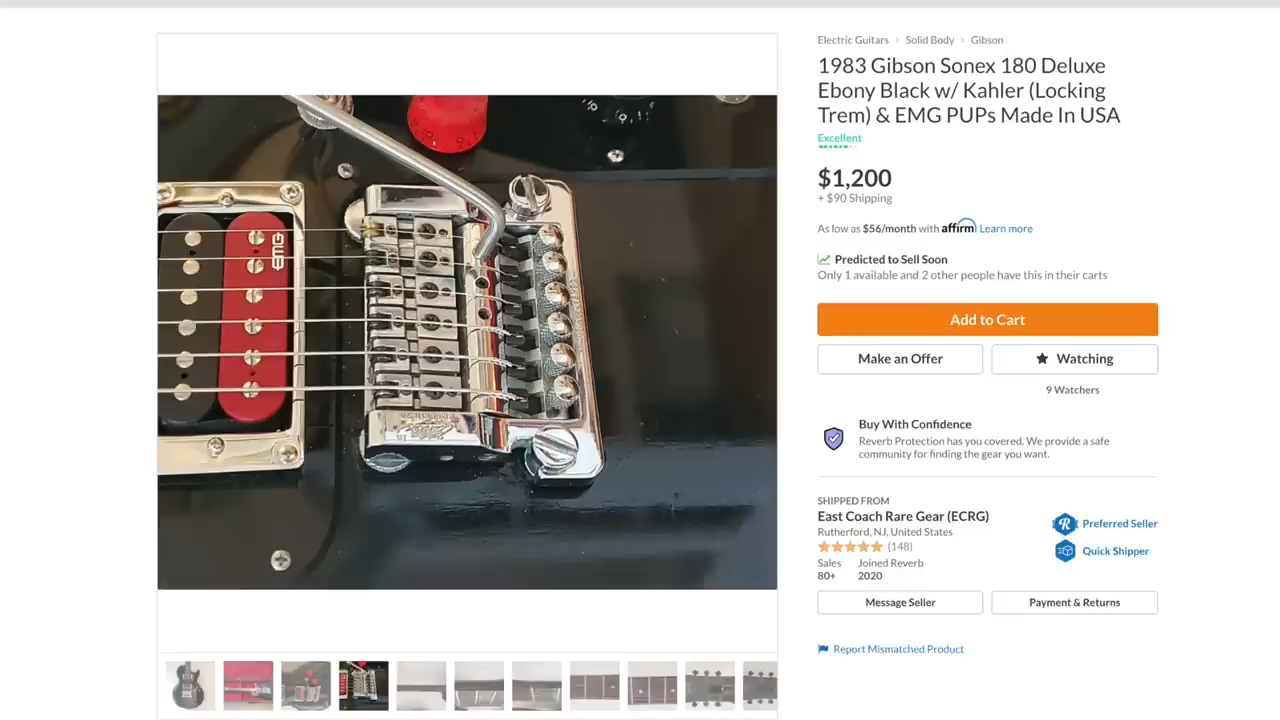 Electric Guitars > Solid Body > Gibson
1983 Gibson Sonex 180 Deluxe
Ebony Black w/ Kahler (Locking
Trem) & EMG PUPs Made In USA
Excellent
$1,200
+ $90 Shipping
As low as $56/month with affirm Learn more
Predicted to Sell Soon
Only 1 available and 2 other people have this in their carts
Add to Cart
Make an Offer
Watching
9 Watchers
Buy With Confidence
Reverb Protection has you covered. We provide a safe
community for finding the gear you want.
SHIPPED FROM
East Coach Rare Gear (ECRG)
Rutherford, NJ, United States
(148)
Sales Joined Reverb
80+ 2020
Preferred Seller
Quick Shipper
Message Seller
Payment & Returns
Report Mismatched Product
EMG